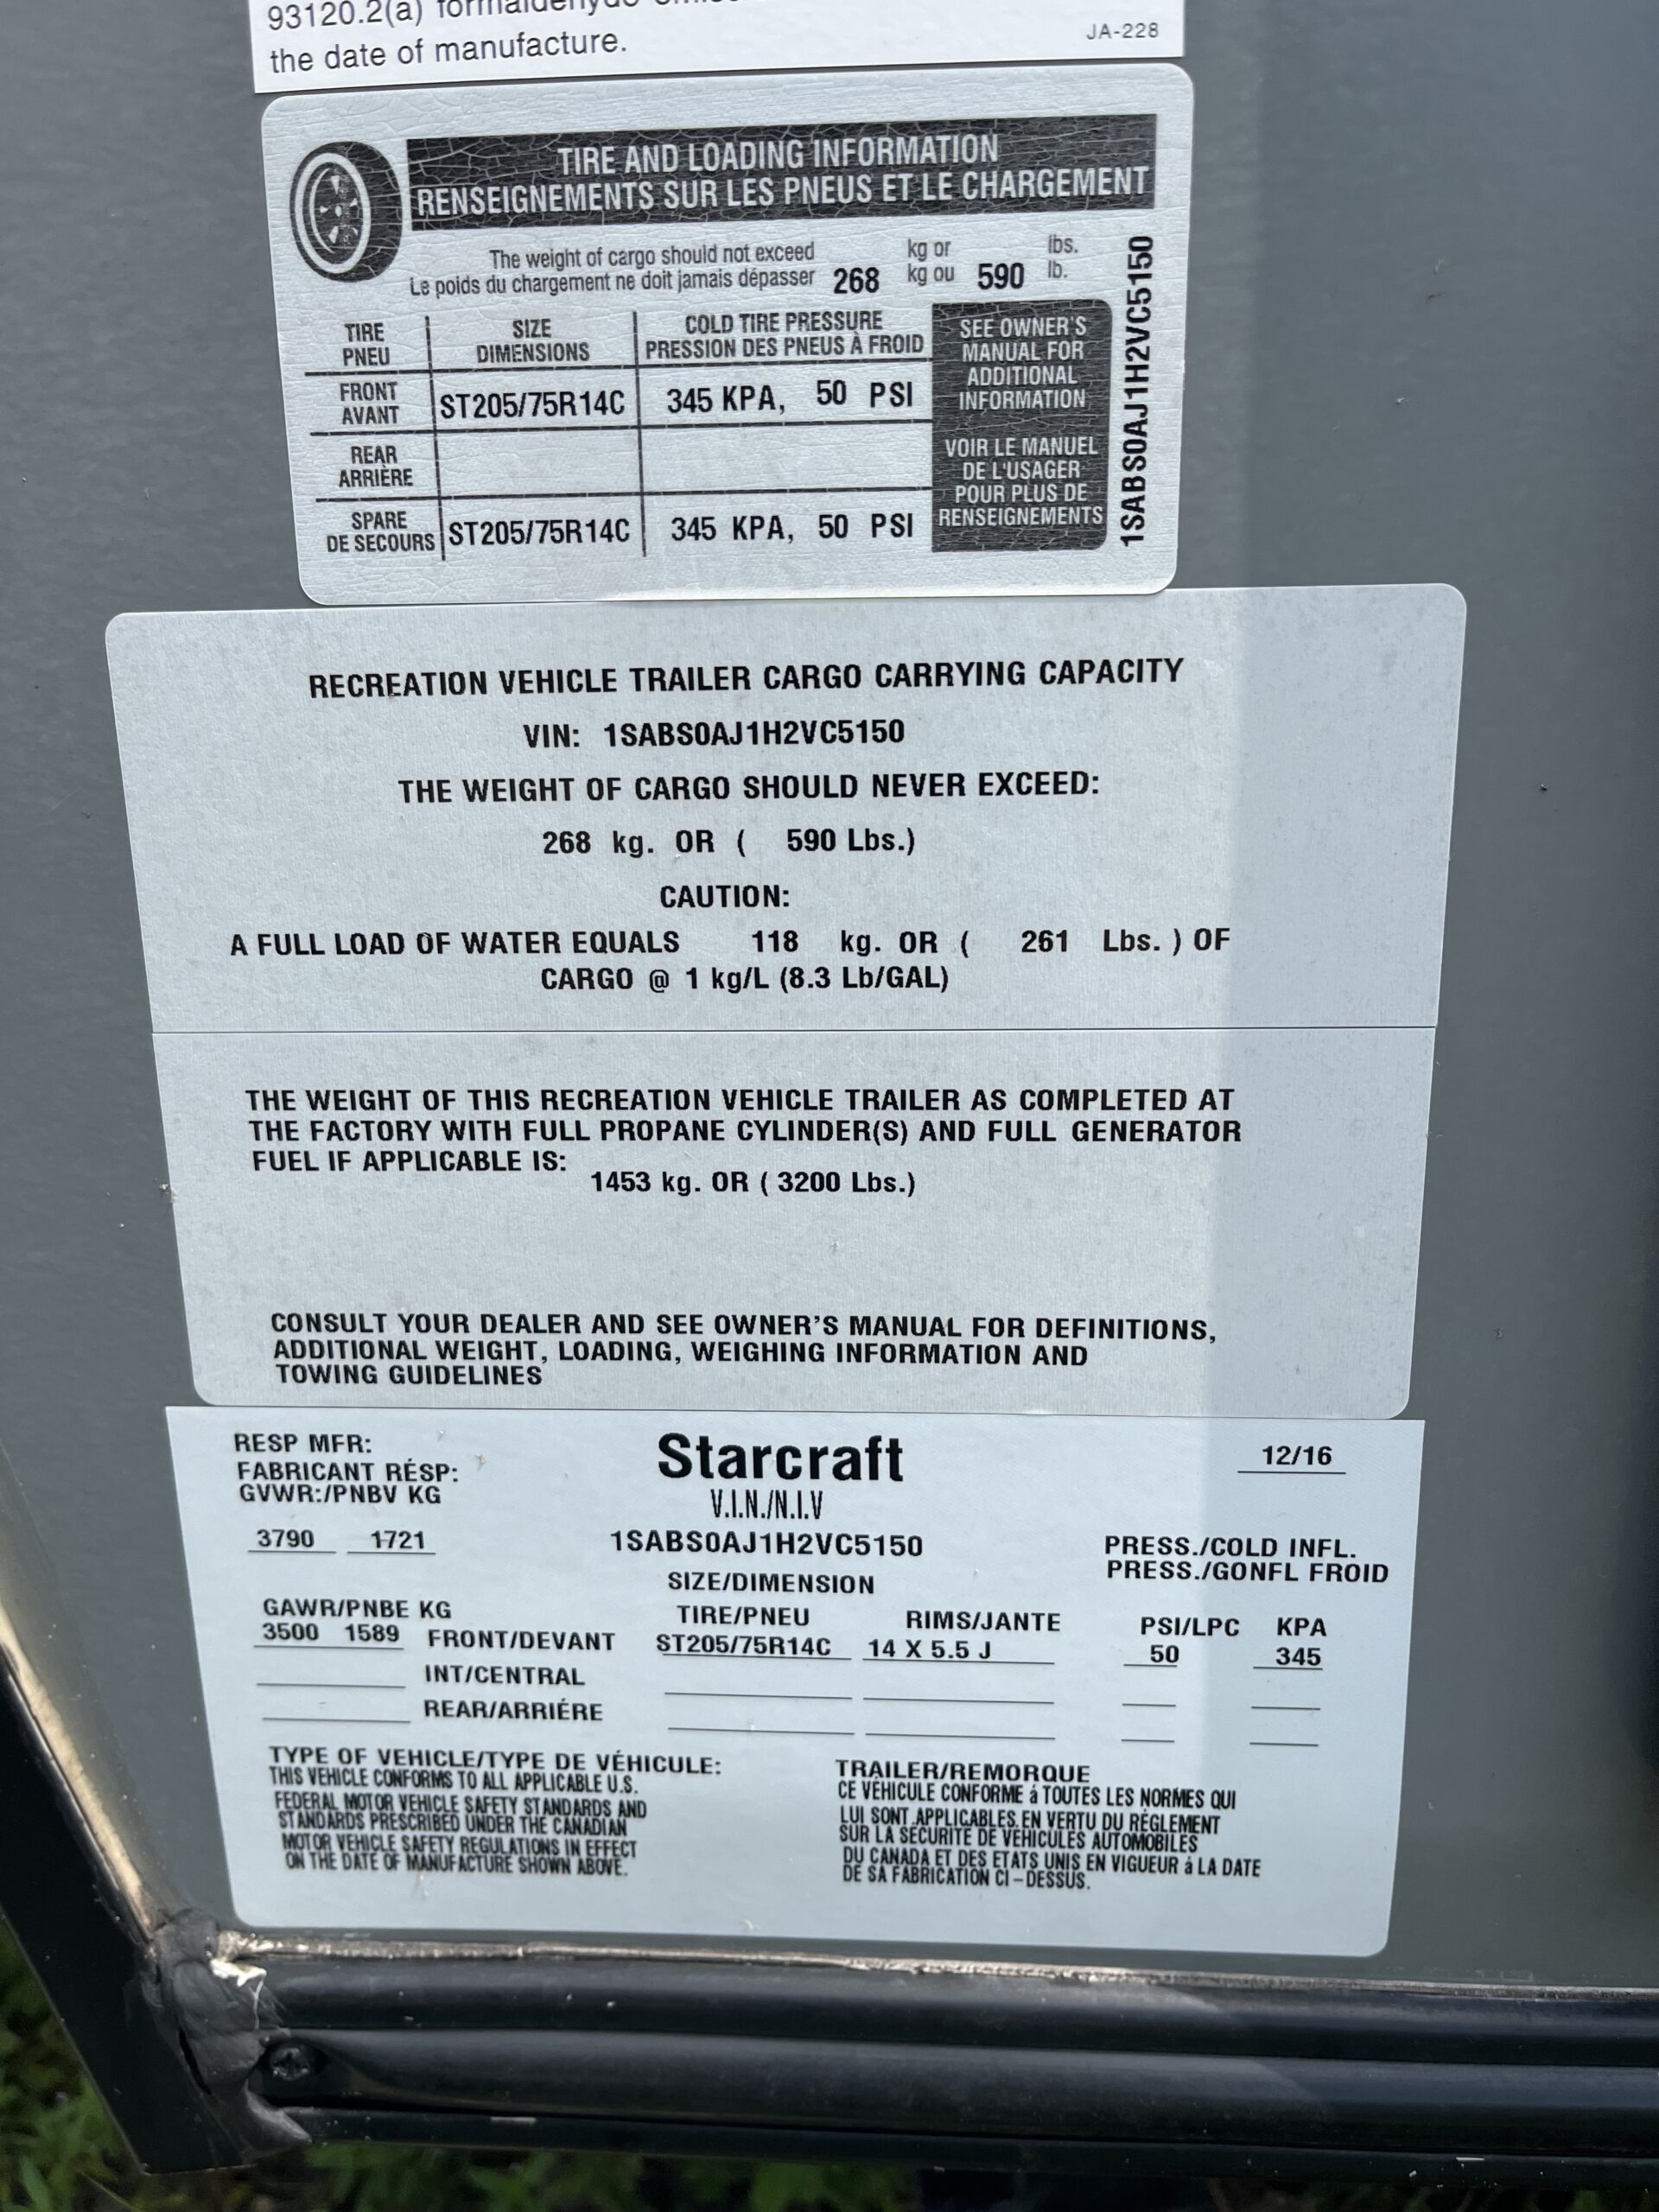 93120.2(a) formaldehyde
the date of manufacture.
JA-228
TIRE AND LOADING INFORMATION
RENSEIGNEMENTS SUR LES PNEUS ET LE CHARGEMENT
The weight of cargo should not exceed kg or lbs.
Le poids du chargement ne doit jamais dépasser 268 kg ou 590 lb.
TIRE SIZE COLD TIRE PRESSURE
PNEU DIMENSIONS PRESSION DES PNEUS À FROID
FRONT
AVANT ST205/75R14C 345 KPA, 50 PSI
REAR
ARRIÈRE
SPARE
DE SECOURS ST205/75R14C 345 KPA, 50 PSI
SEE OWNER'S
MANUAL FOR
ADDITIONAL
INFORMATION
VOIR LE MANUEL
DE L'USAGER
POUR PLUS DE
RENSEIGNEMENTS
1SABS0AJ1H2VC5150
RECREATION VEHICLE TRAILER CARGO CARRYING CAPACITY
VIN: 1SABS0AJ1H2VC5150
THE WEIGHT OF CARGO SHOULD NEVER EXCEED:
268 kg. OR ( 590 Lbs.)
CAUTION:
A FULL LOAD OF WATER EQUALS 118 kg. OR ( 261 Lbs. ) OF
CARGO @ 1 kg/L (8.3 Lb/GAL)
THE WEIGHT OF THIS RECREATION VEHICLE TRAILER AS COMPLETED AT
THE FACTORY WITH FULL PROPANE CYLINDER(S) AND FULL GENERATOR
FUEL IF APPLICABLE IS:
1453 kg. OR ( 3200 Lbs.)
CONSULT YOUR DEALER AND SEE OWNER'S MANUAL FOR DEFINITIONS,
ADDITIONAL WEIGHT, LOADING, WEIGHING INFORMATION AND
TOWING GUIDELINES
RESP MFR: Starcraft 12/16
FABRICANT RÉSP:
GVWR:/PNBV KG V.I.N./N.I.V
3790 1721 1SABS0AJ1H2VC5150 PRESS./COLD INFL.
PRESS./GONFL FROID
SIZE/DIMENSION
GAWR/PNBE KG TIRE/PNEU RIMS/JANTE PSI/LPC KPA
3500 1589 FRONT/DEVANT ST205/75R14C 14 X 5.5 J 50 345
INT/CENTRAL
REAR/ARRIÉRE
TYPE OF VEHICLE/TYPE DE VÉHICULE: TRAILER/REMORQUE
THIS VEHICLE CONFORMS TO ALL APPLICABLE U.S.
FEDERAL MOTOR VEHICLE SAFETY STANDARDS AND
STANDARDS PRESCRIBED UNDER THE CANADIAN
MOTOR VEHICLE SAFETY REGULATIONS IN EFFECT
ON THE DATE OF MANUFACTURE SHOWN ABOVE.
CE VÉHICULE CONFORME á TOUTES LES NORMES QUI
LUI SONT APPLICABLES EN VERTU DU RÉGLEMENT
SUR LA SÉCURITÉ DE VÉHICULES AUTOMOBILES
DU CANADA ET DES ETATS UNIS EN VIGUEUR á LA DATE
DE SA FABRICATION CI-DESSUS.